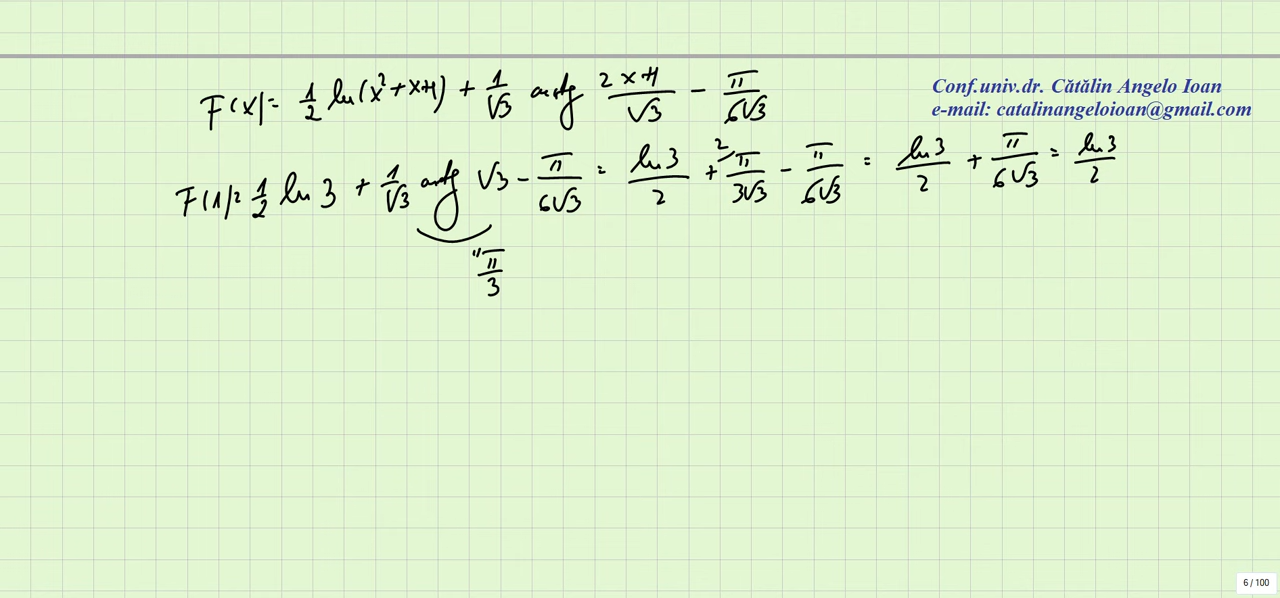 F(x) = 1/2 ln(x²+x+1) + 1/√3 arctg (2x+1)/√3 − π/(6√3)
Conf.univ.dr. Cătălin Angelo Ioan
e-mail: catalinangeloioan@gmail.com
F(1) = 1/2 ln 3 + 1/√3 arctg √3 − π/(6√3) = ln 3/2 + ²⁄π/(3√3) − π/(6√3) = ln 3/2 + π/(6√3) = ln 3/2
" π/3
6 / 100